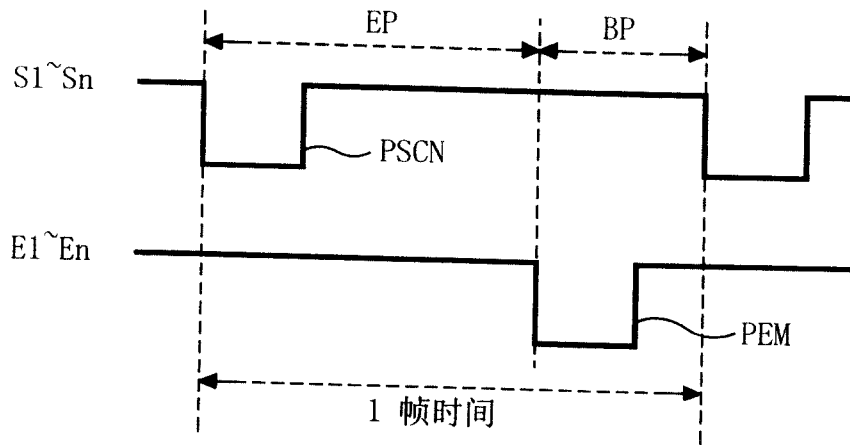 EP
BP
S1~Sn
PSCN
E1~En
PEM
1 帧时间